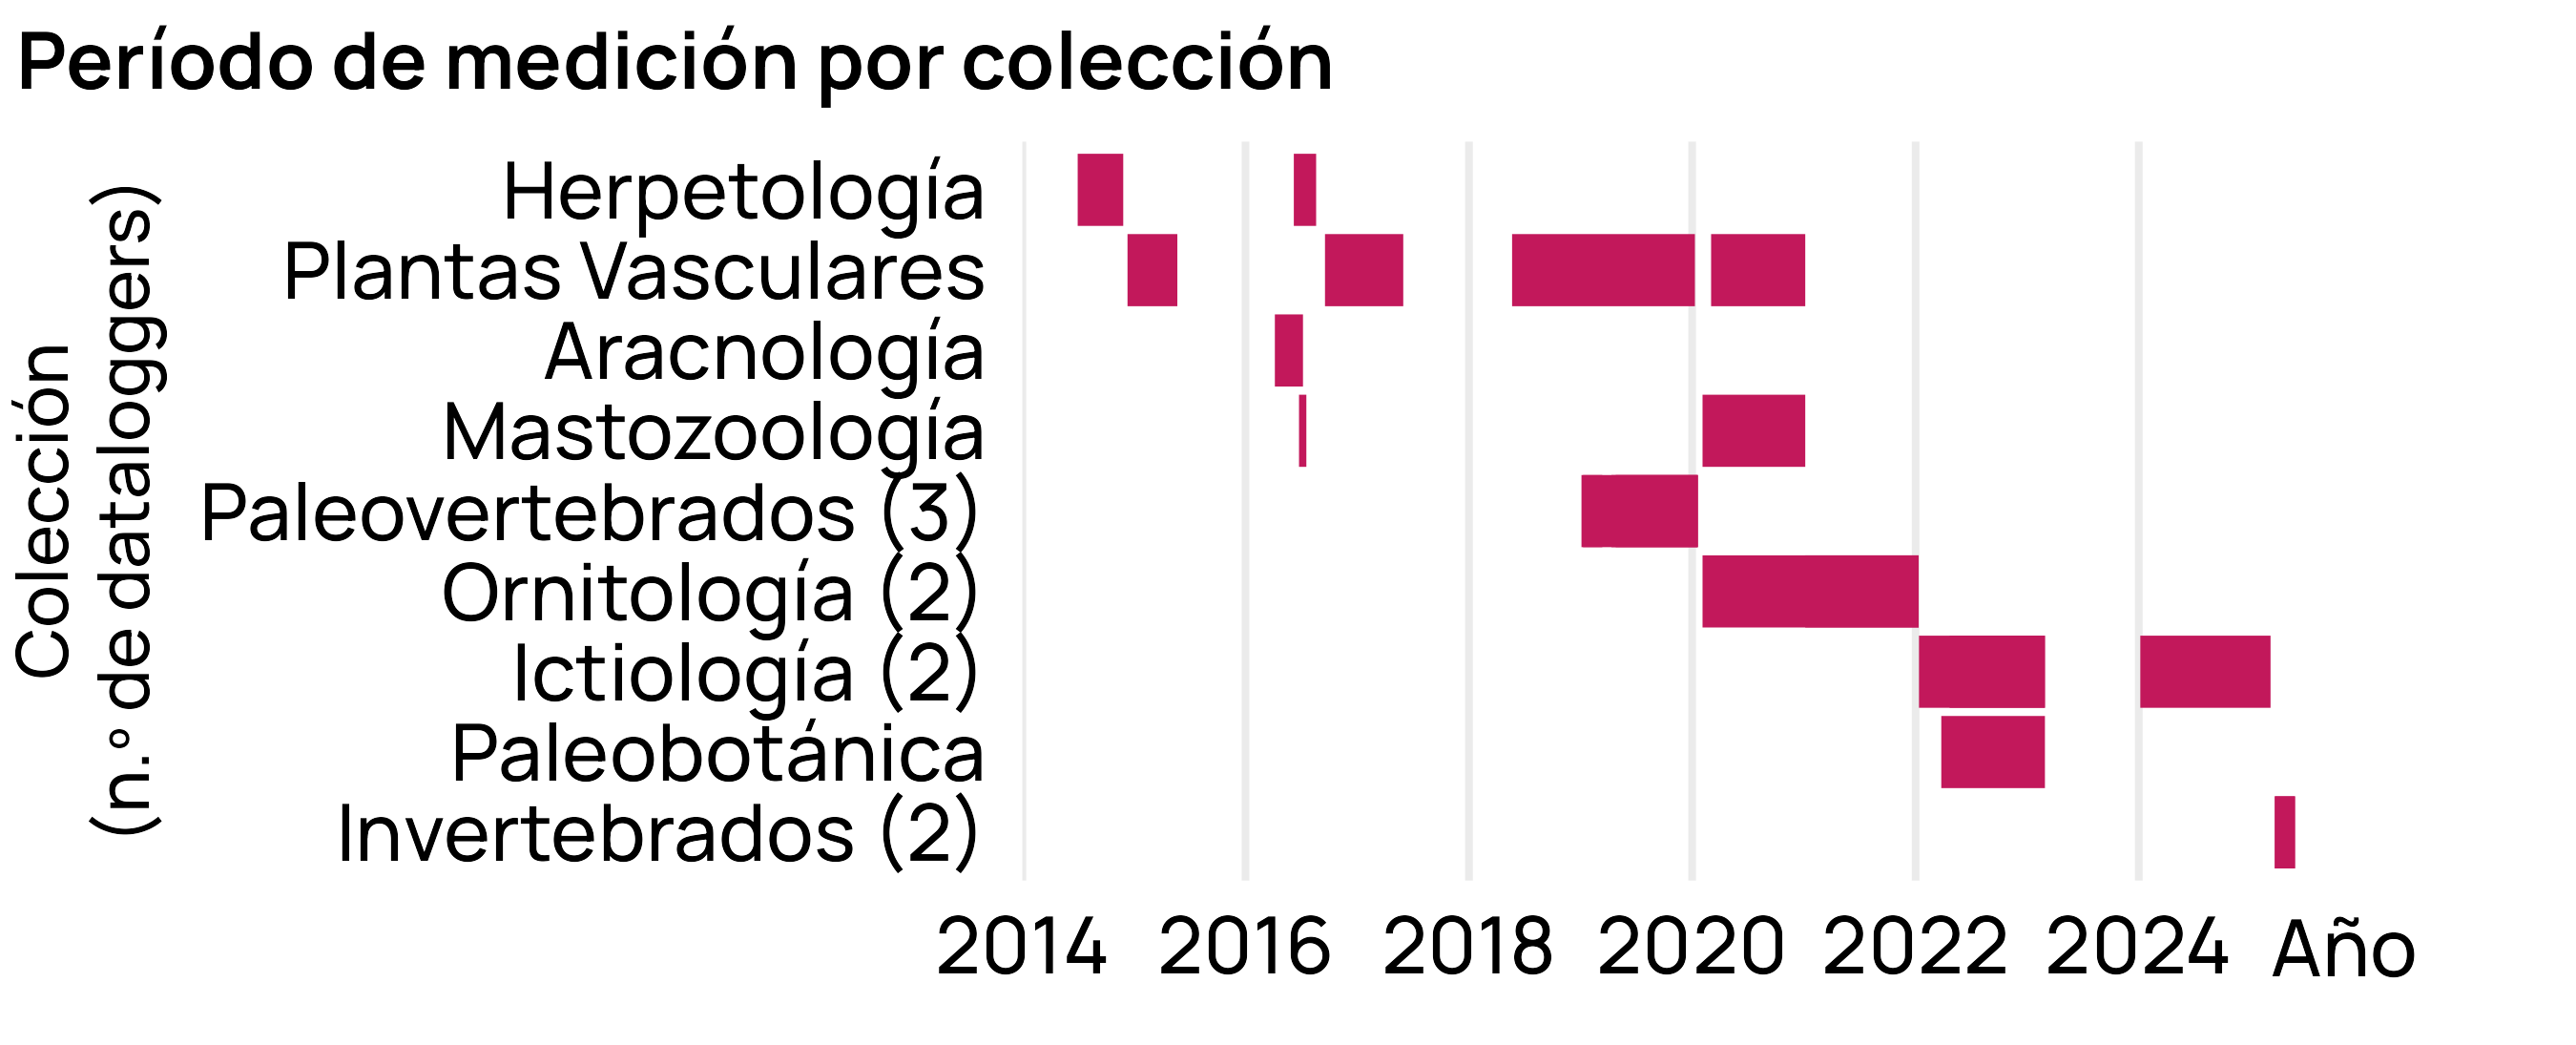 Período de medición por colección
Colección
(n.º de dataloggers)
Herpetología
Plantas Vasculares
Aracnología
Mastozoología
Paleovertebrados (3)
Ornitología (2)
Ictiología (2)
Paleobotánica
Invertebrados (2)
2014 2016 2018 2020 2022 2024 Año